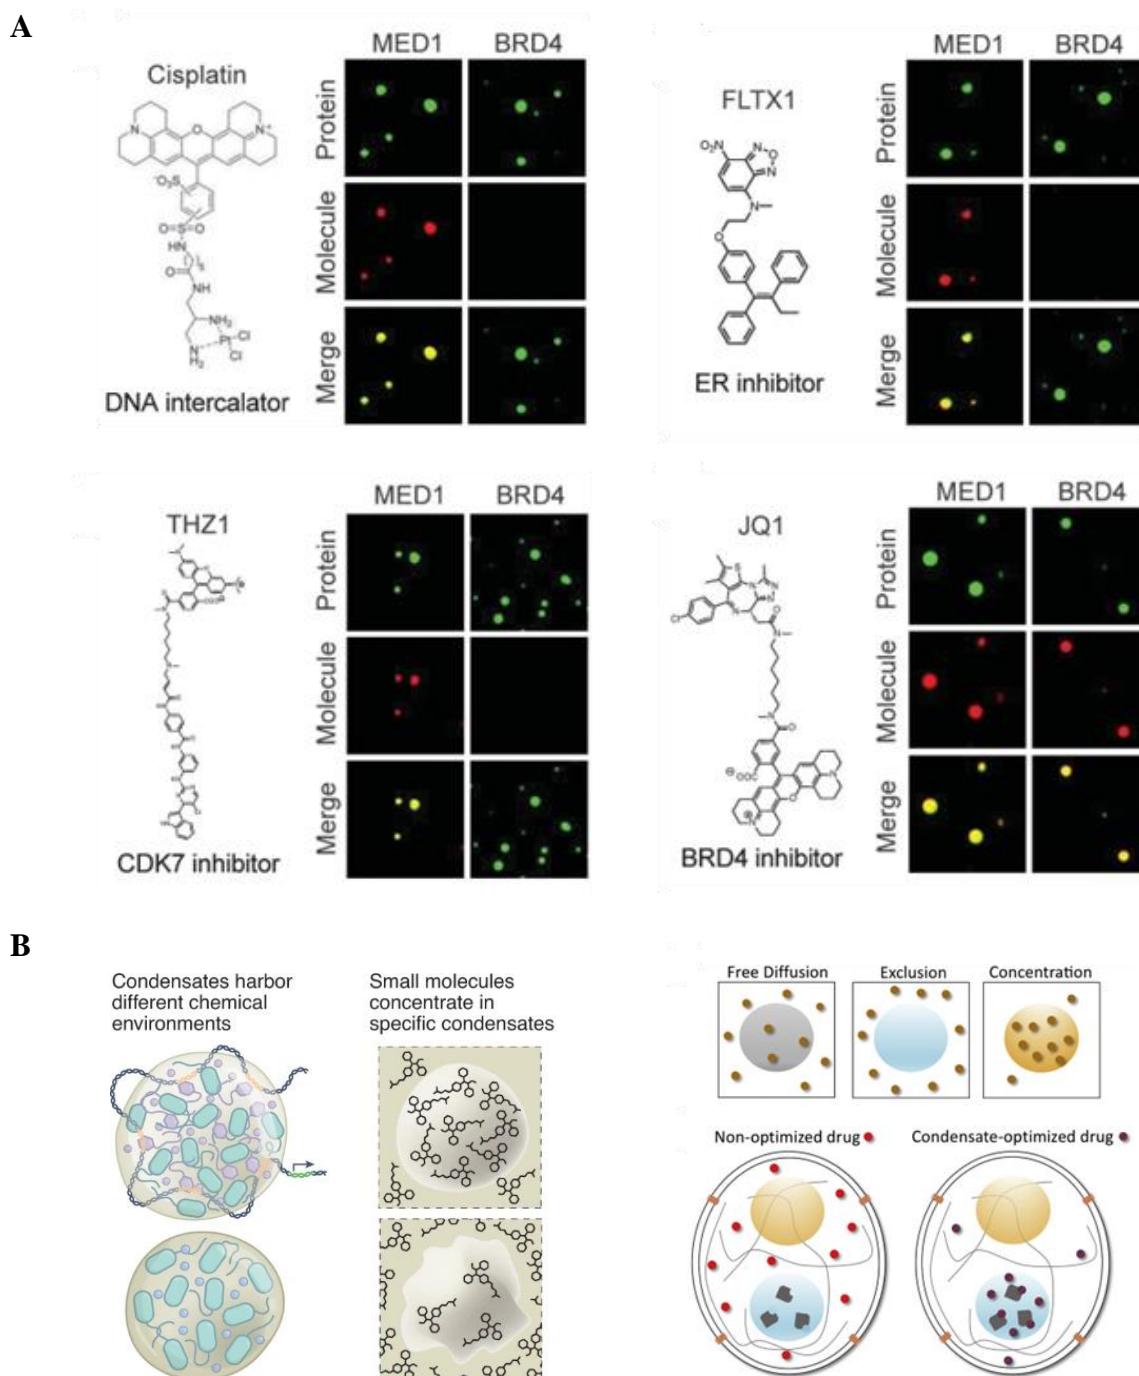 A
MED1 BRD4
Cisplatin
Protein
Molecule
Merge
DNA intercalator
MED1 BRD4
FLTX1
Protein
Molecule
Merge
ER inhibitor
MED1 BRD4
THZ1
Protein
Molecule
Merge
CDK7 inhibitor
MED1 BRD4
JQ1
Protein
Molecule
Merge
BRD4 inhibitor
B
Condensates harbor
different chemical
environments
Small molecules
concentrate in
specific condensates
Free Diffusion
Exclusion
Concentration
Non-optimized drug
Condensate-optimized drug